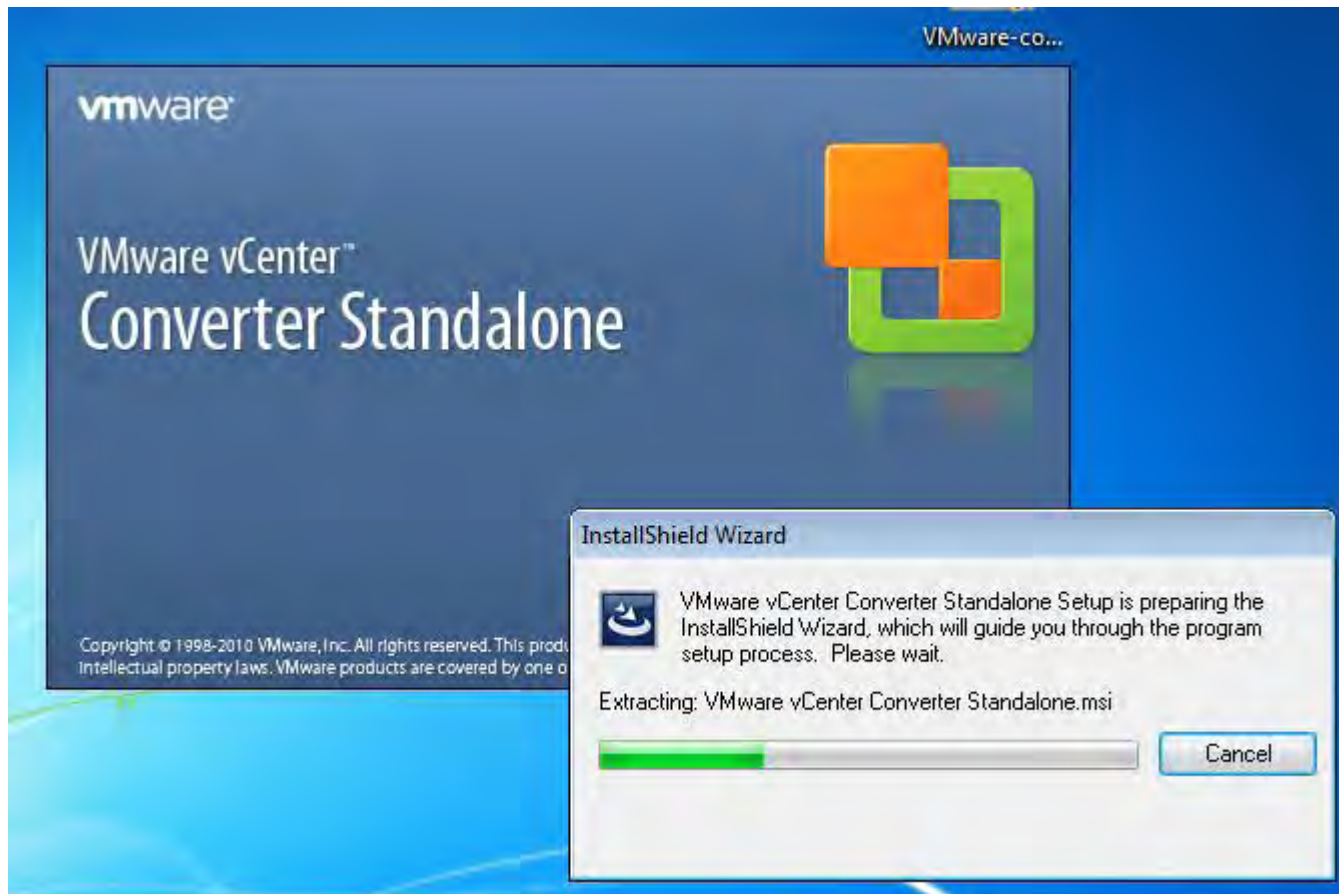 VMware-co...
vmware
VMware vCenter™
Converter Standalone
Copyright © 1998-2010 VMware, Inc. All rights reserved. This produ
intellectual property laws. VMware products are covered by one o
InstallShield Wizard
VMware vCenter Converter Standalone Setup is preparing the
InstallShield Wizard, which will guide you through the program
setup process.  Please wait.
Extracting: VMware vCenter Converter Standalone.msi
Cancel